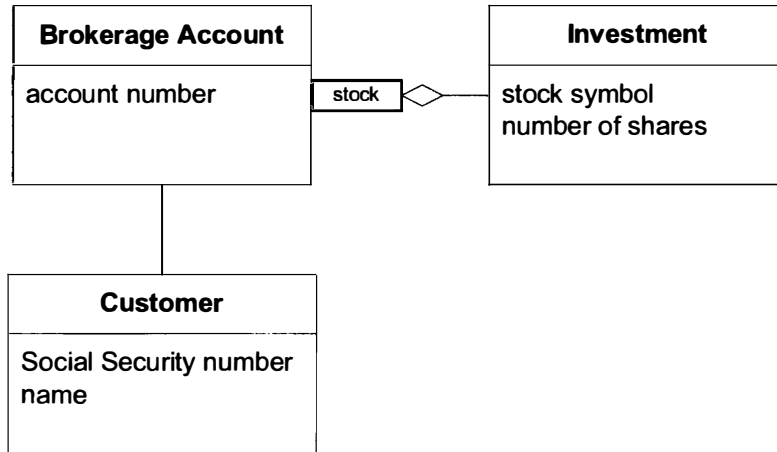 Brokerage Account
account number
stock
Investment
stock symbol
number of shares
Customer
Social Security number
name